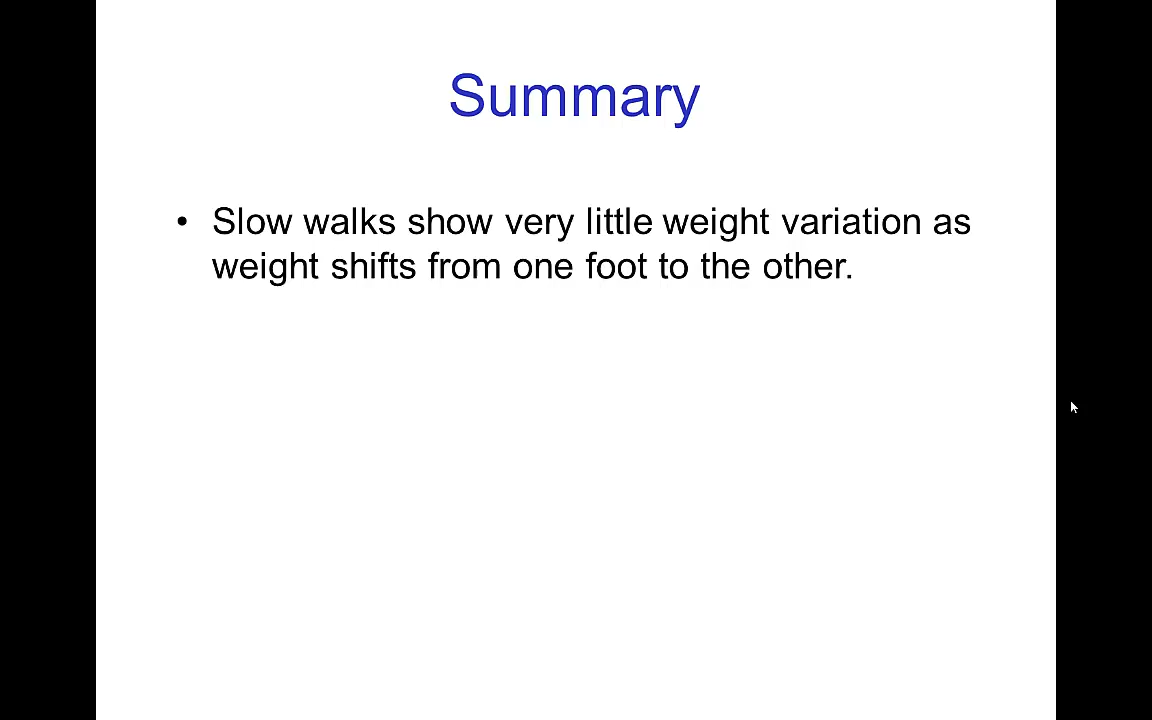 Summary
• Slow walks show very little weight variation as
weight shifts from one foot to the other.